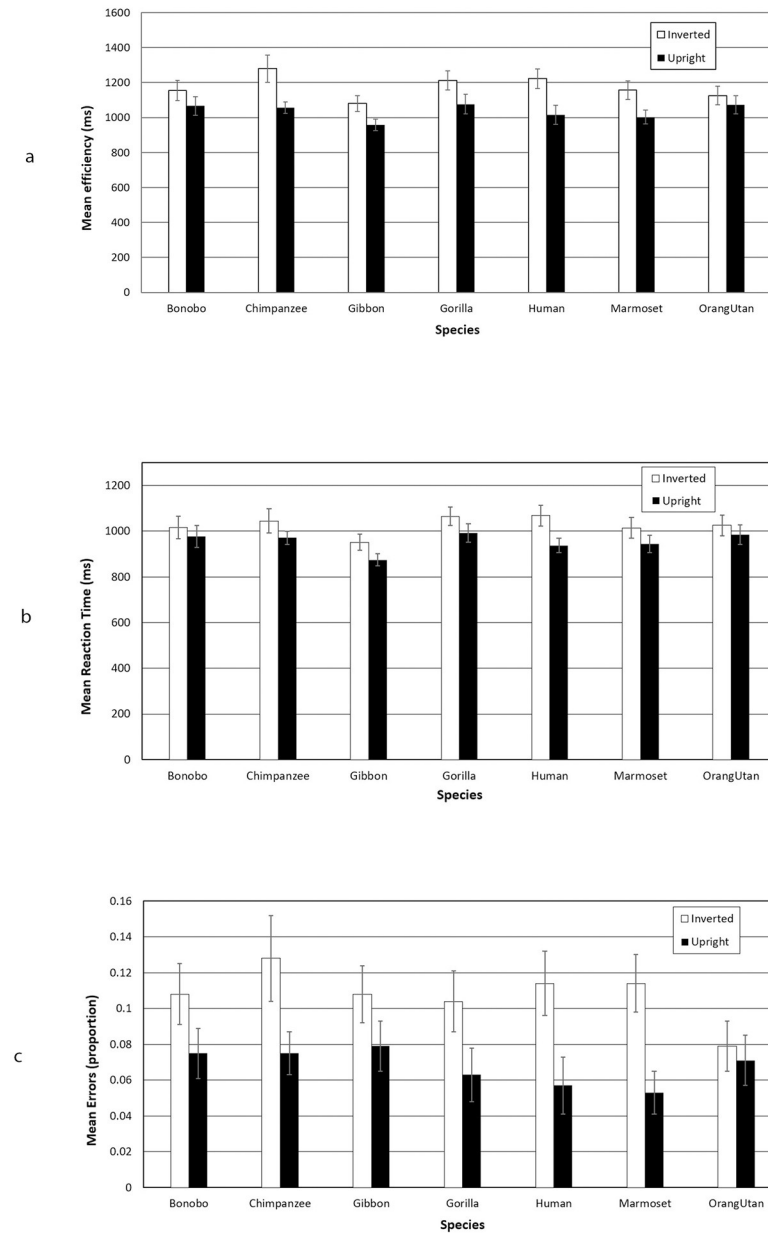 a
Mean efficiency (ms)
1600
1400
1200
1000
800
600
400
200
0
Inverted
Upright
Bonobo Chimpanzee Gibbon Gorilla Human Marmoset OrangUtan
Species
b
Mean Reaction Time (ms)
1200
1000
800
600
400
200
0
Inverted
Upright
Bonobo Chimpanzee Gibbon Gorilla Human Marmoset OrangUtan
Species
c
Mean Errors (proportion)
0.16
0.14
0.12
0.1
0.08
0.06
0.04
0.02
0
Inverted
Upright
Bonobo Chimpanzee Gibbon Gorilla Human Marmoset OrangUtan
Species